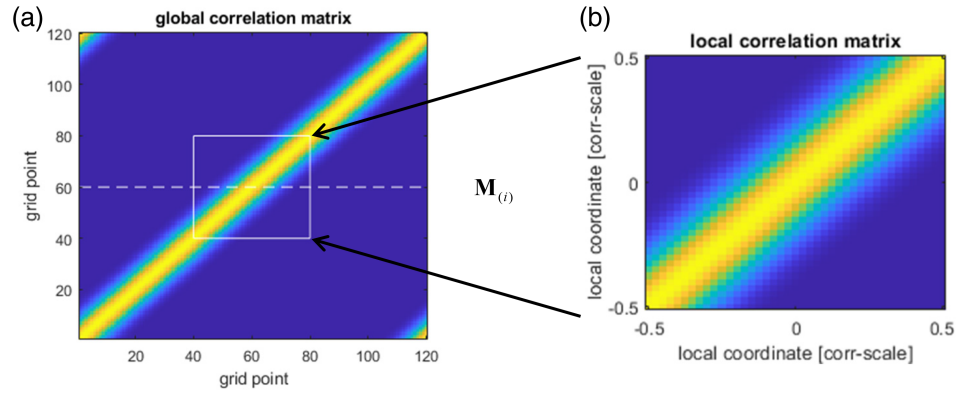 (a)
global correlation matrix
120
100
80
60
40
20
grid point
20
40
60
80
100
120
grid point
M(i)
(b)
local correlation matrix
0.5
0
-0.5
local coordinate [corr-scale]
-0.5
0
0.5
local coordinate [corr-scale]